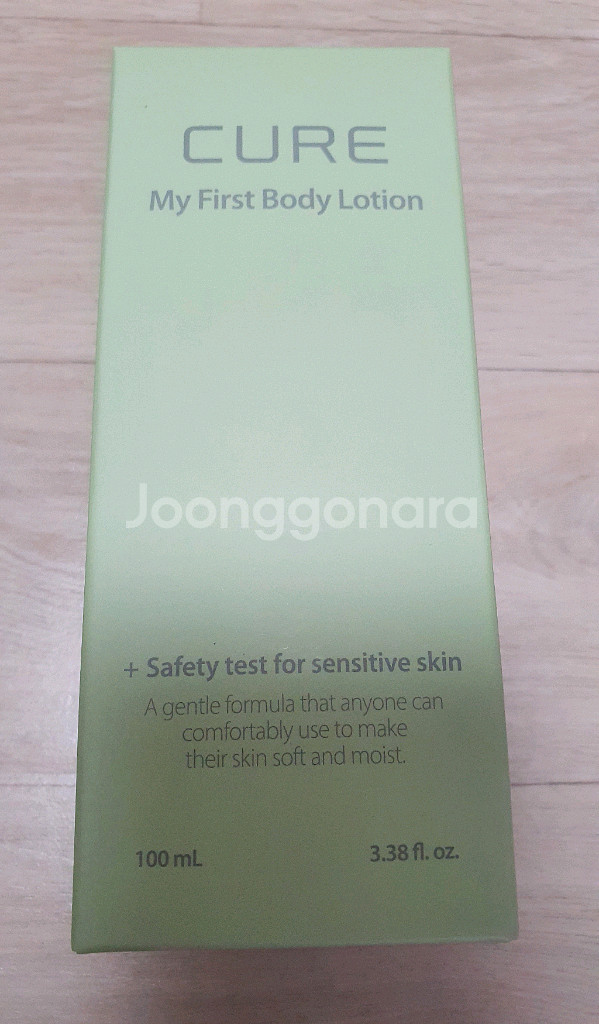 CURE
My First Body Lotion
Joonggonara
+ Safety test for sensitive skin
A gentle formula that anyone can
comfortably use to make
their skin soft and moist.
100 mL
3.38 fl. oz.